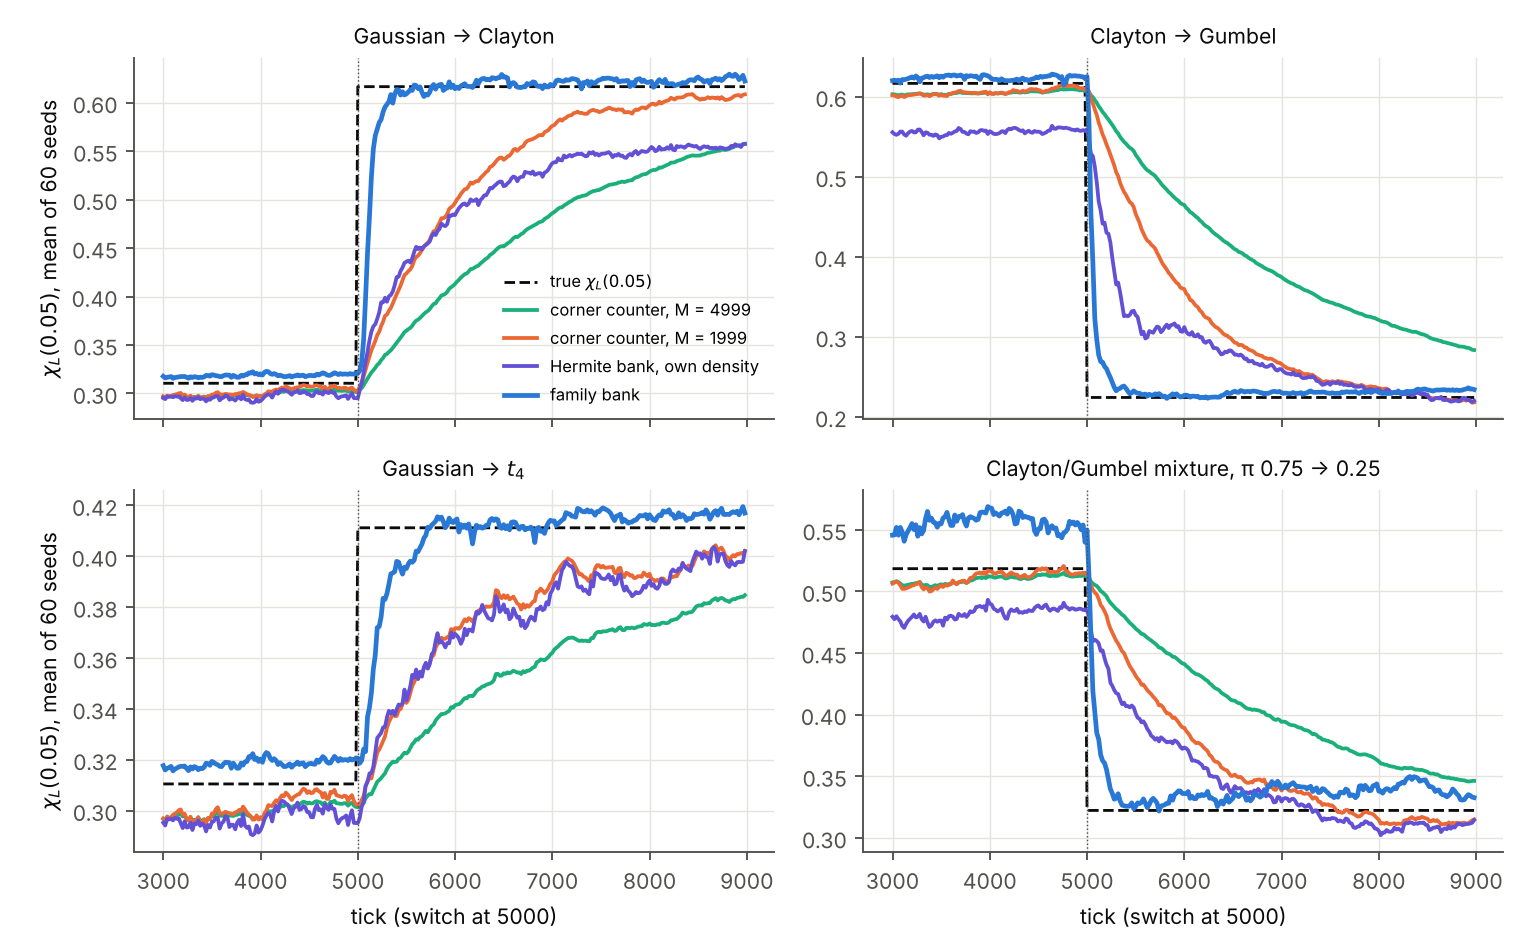 Gaussian → Clayton
Clayton → Gumbel
χL(0.05), mean of 60 seeds
0.60
0.55
0.50
0.45
0.40
0.35
0.30
true χL(0.05)
corner counter, M = 4999
corner counter, M = 1999
Hermite bank, own density
family bank
0.6
0.5
0.4
0.3
0.2
Gaussian → t4
Clayton/Gumbel mixture, π 0.75 → 0.25
χL(0.05), mean of 60 seeds
0.42
0.40
0.38
0.36
0.34
0.32
0.30
3000 4000 5000 6000 7000 8000 9000
tick (switch at 5000)
0.55
0.50
0.45
0.40
0.35
0.30
3000 4000 5000 6000 7000 8000 9000
tick (switch at 5000)